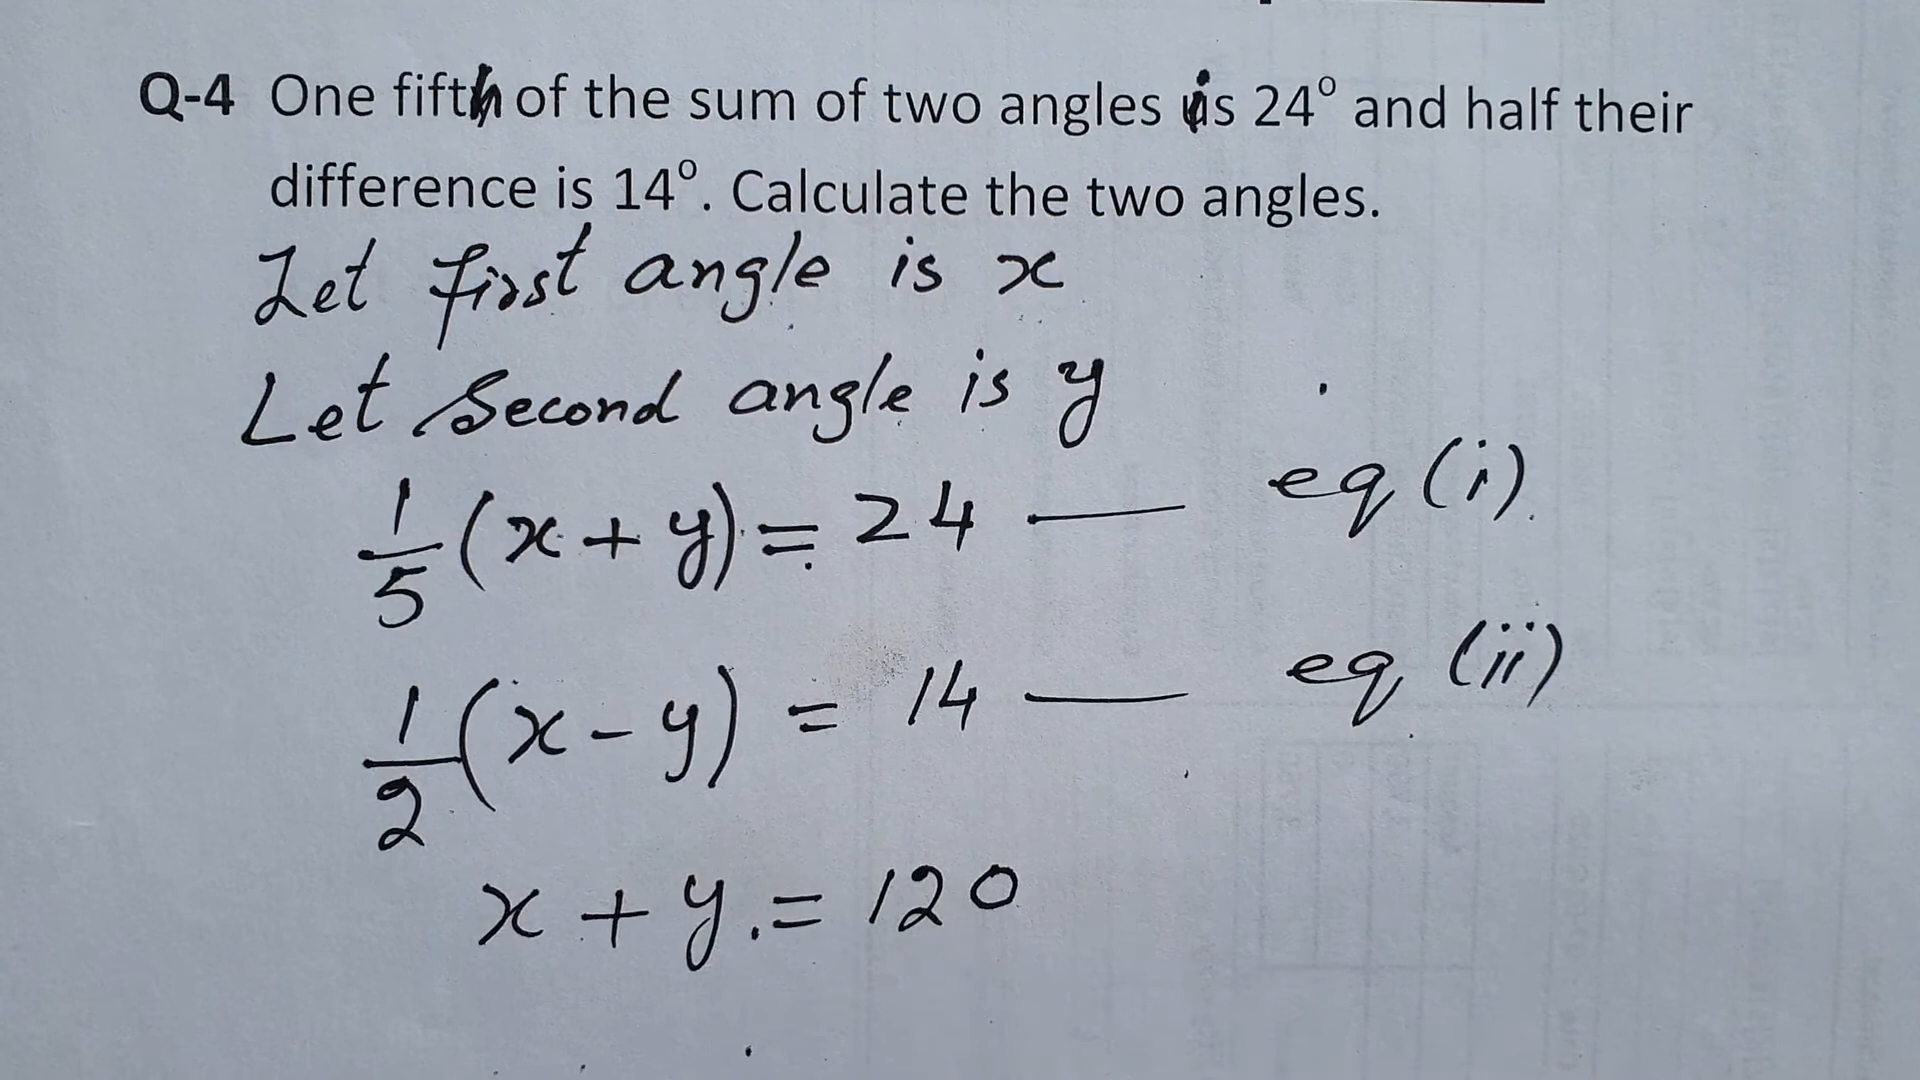 Q-4 One fifth of the sum of two angles is 24° and half their
difference is 14°. Calculate the two angles.
Let first angle is x
Let Second angle is y
1/5 (x + y) = 24 — eq (i).
1/2 (x - y) = 14 — eq (ii)
x + y = 120